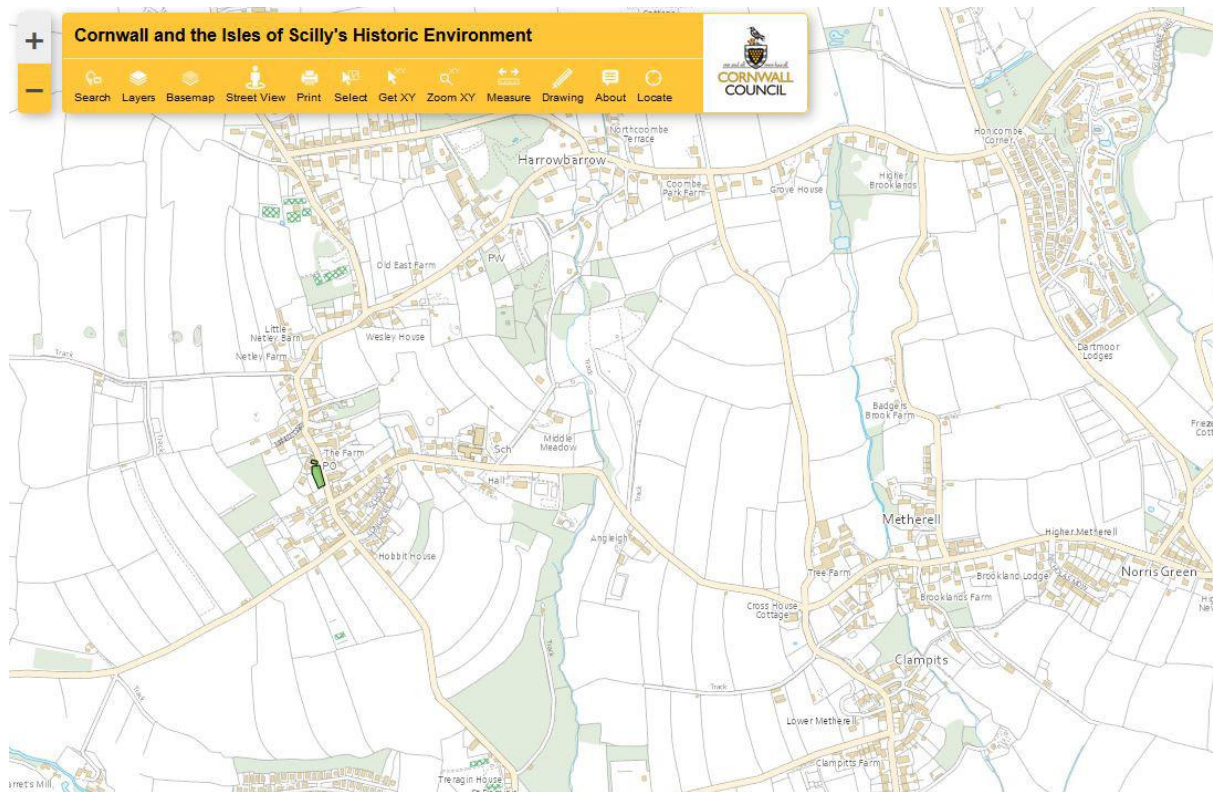 +
Cornwall and the Isles of Scilly's Historic Environment
−
Search Layers Basemap Street View Print Select Get XY Zoom XY Measure Drawing About Locate
CORNWALL
COUNCIL
Northcoombe
Terrace
Honicombe
Corner
Harrowbarrow
Coombe
Park Farm
Grove House
Higher
Brooklands
PW
Old East Farm
Little
Netley Barn
Wesley House
Netley Farm
Track
Track
Dartmoor
Lodges
Badgers
Brook Farm
Track
The Farm
PO
Sch
Middle
Meadow
Hall
Track
Metherell
Angleigh
Higher Metherell
Hobbit House
Tree Farm
Brookland Lodge
Norris Green
Cross House
Cottage
Brooklands Farm
Track
Clampits
Track
Track
Lower Metherell
Clampitts Farm
Treragin House